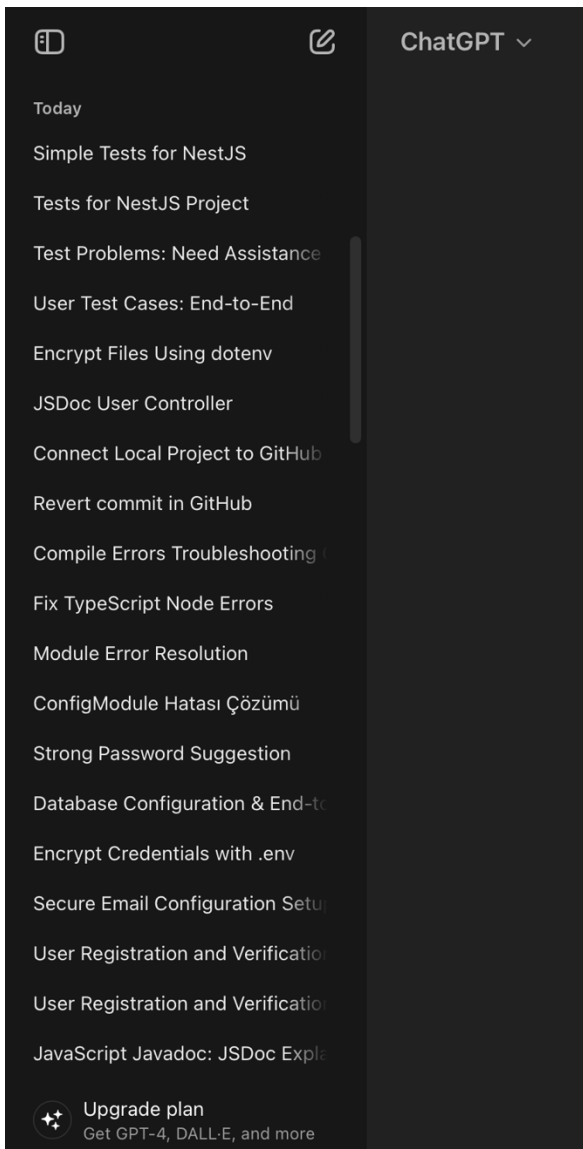 ChatGPT
Today
Simple Tests for NestJS
Tests for NestJS Project
Test Problems: Need Assistance
User Test Cases: End-to-End
Encrypt Files Using dotenv
JSDoc User Controller
Connect Local Project to GitHub
Revert commit in GitHub
Compile Errors Troubleshooting
Fix TypeScript Node Errors
Module Error Resolution
ConfigModule Hatası Çözümü
Strong Password Suggestion
Database Configuration & End-to
Encrypt Credentials with .env
Secure Email Configuration Setup
User Registration and Verification
User Registration and Verification
JavaScript Javadoc: JSDoc Expla
Upgrade plan
Get GPT-4, DALL·E, and more